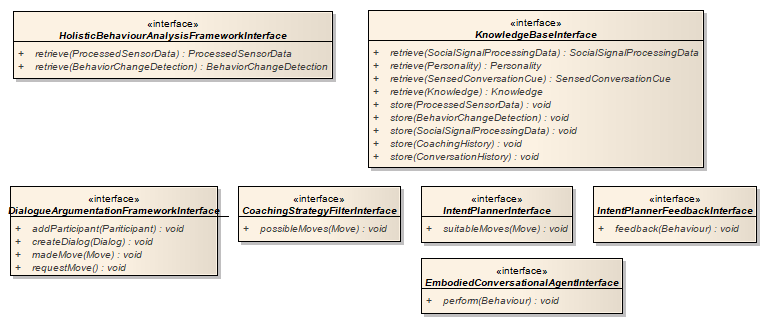 «interface»
HolisticBehaviourAnalysisFrameworkInterface
+ retrieve(ProcessedSensorData) : ProcessedSensorData
+ retrieve(BehaviorChangeDetection) : BehaviorChangeDetection
«interface»
KnowledgeBaseInterface
+ retrieve(SocialSignalProcessingData) : SocialSignalProcessingData
+ retrieve(Personality) : Personality
+ retrieve(SensedConversationCue) : SensedConversationCue
+ retrieve(Knowledge) : Knowledge
+ store(ProcessedSensorData) : void
+ store(BehaviorChangeDetection) : void
+ store(SocialSignalProcessingData) : void
+ store(CoachingHistory) : void
+ store(ConversationHistory) : void
«interface»
DialogueArgumentationFrameworkInterface
+ addParticipant(Pariticipant) : void
+ createDialog(Dialog) : void
+ madeMove(Move) : void
+ requestMove() : void
«interface»
CoachingStrategyFilterInterface
+ possibleMoves(Move) : void
«interface»
IntentPlannerInterface
+ suitableMoves(Move) : void
«interface»
IntentPlannerFeedbackInterface
+ feedback(Behaviour) : void
«interface»
EmbodiedConversationalAgentInterface
+ perform(Behaviour) : void